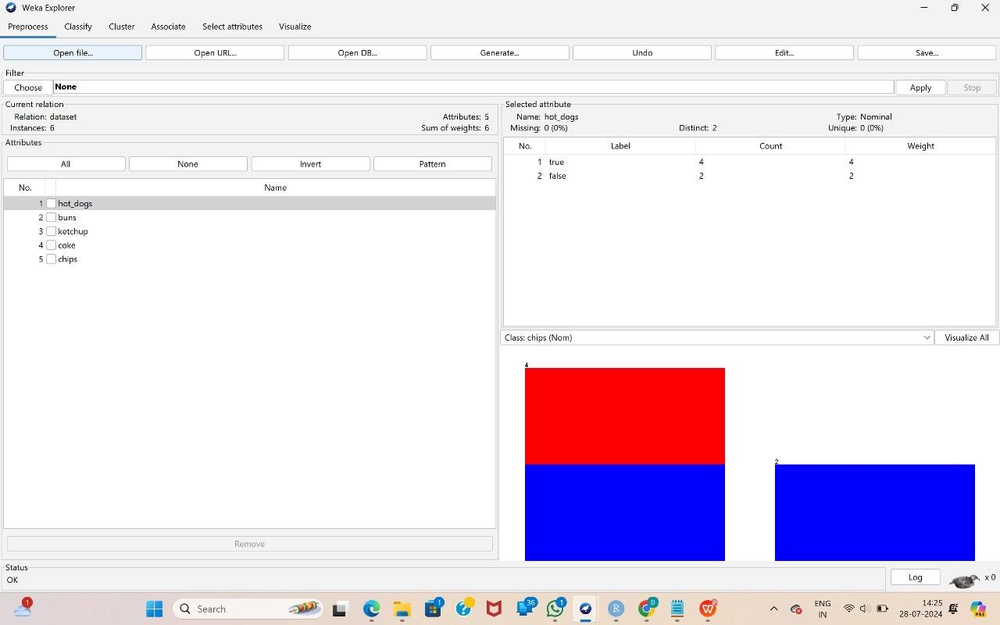 Weka Explorer
Preprocess Classify Cluster Associate Select attributes Visualize
Open file... Open URL... Open DB... Generate... Undo Edit... Save...
Filter
Choose None Apply Stop
Current relation
Relation: dataset Attributes: 5
Instances: 6 Sum of weights: 6
Attributes
All None Invert Pattern
No. Name
1 hot_dogs
2 buns
3 ketchup
4 coke
5 chips
Remove
Selected attribute
Name: hot_dogs Type: Nominal
Missing: 0 (0%) Distinct: 2 Unique: 0 (0%)
No. Label Count Weight
1 true 4 4
2 false 2 2
Class: chips (Nom) Visualize All
4
2
Status
OK
Log x 0
1 Search 1 36 1 D R W ENG 14:25
IN 28-07-2024 PRE